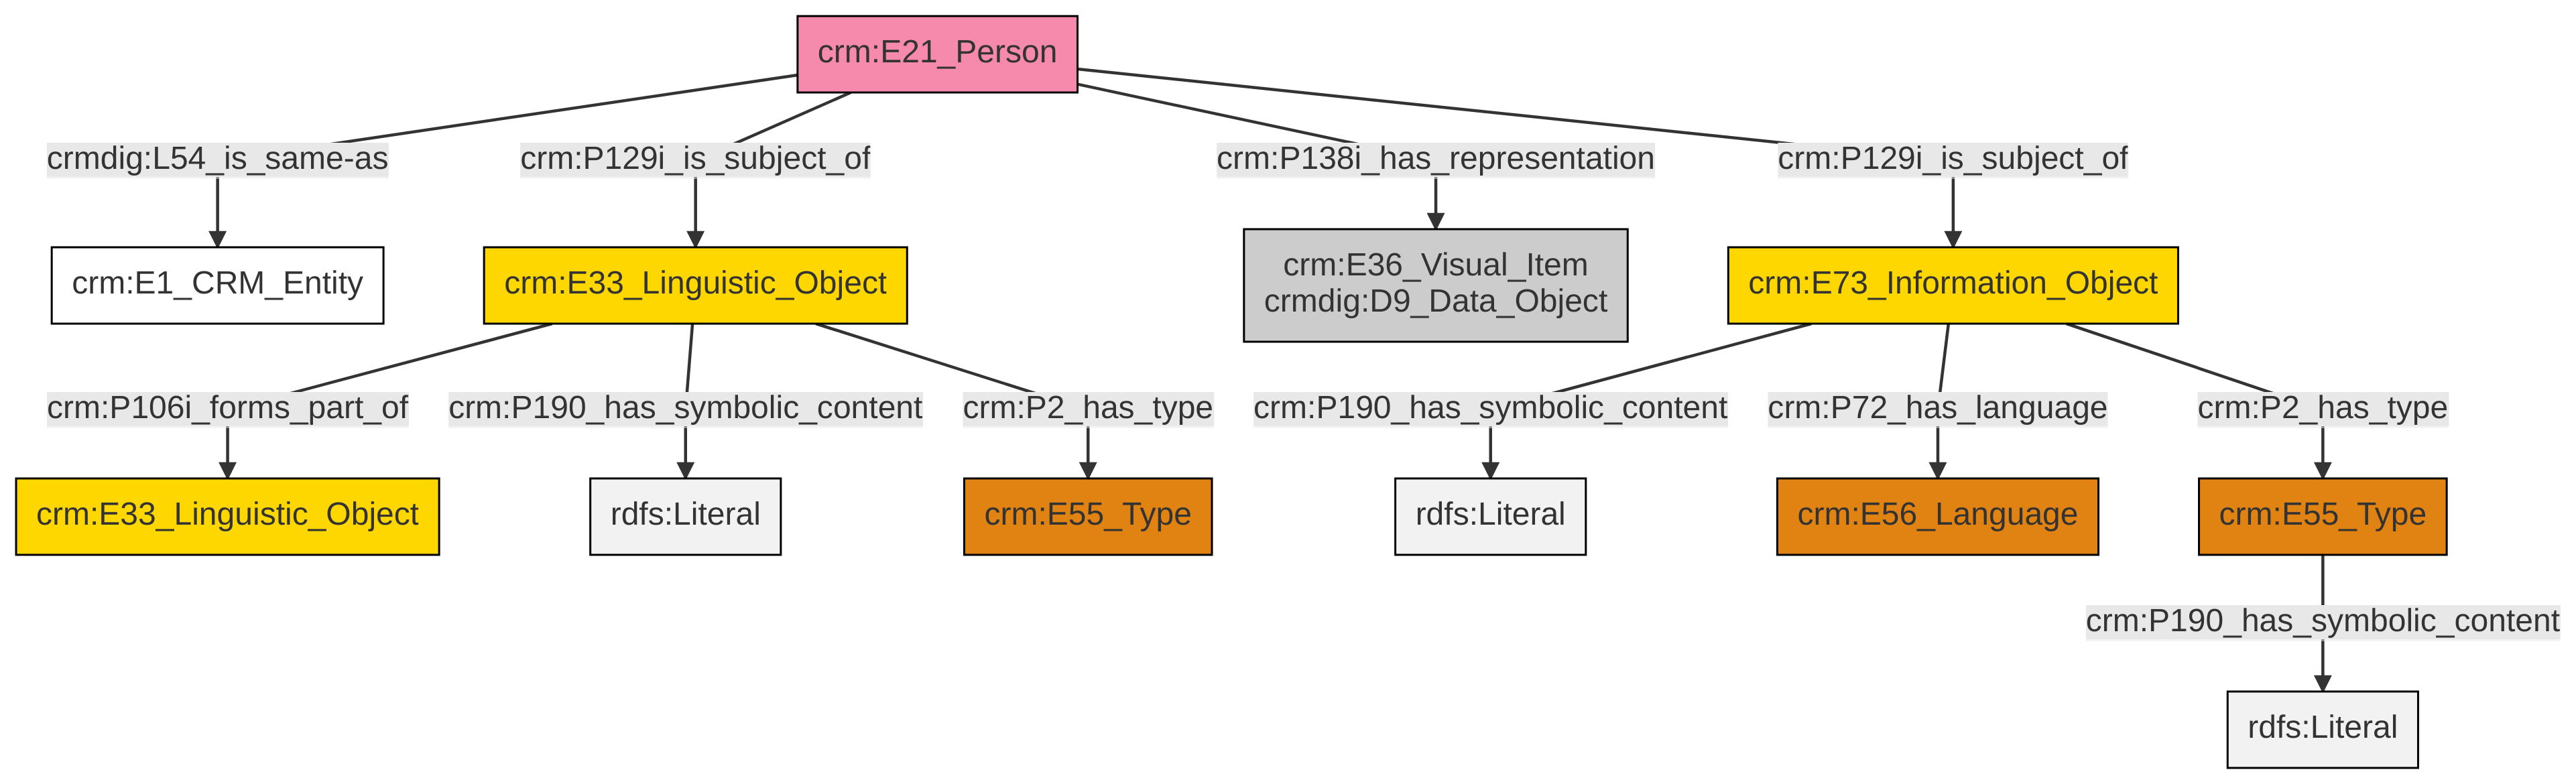 crm:E21_Person
crmdig:L54_is_same-as
crm:P129i_is_subject_of
crm:P138i_has_representation
crm:P129i_is_subject_of
crm:E1_CRM_Entity
crm:E33_Linguistic_Object
crm:E36_Visual_Item
crmdig:D9_Data_Object
crm:E73_Information_Object
crm:P106i_forms_part_of
crm:P190_has_symbolic_content
crm:P2_has_type
crm:P190_has_symbolic_content
crm:P72_has_language
crm:P2_has_type
crm:E33_Linguistic_Object
rdfs:Literal
crm:E55_Type
rdfs:Literal
crm:E56_Language
crm:E55_Type
crm:P190_has_symbolic_content
rdfs:Literal